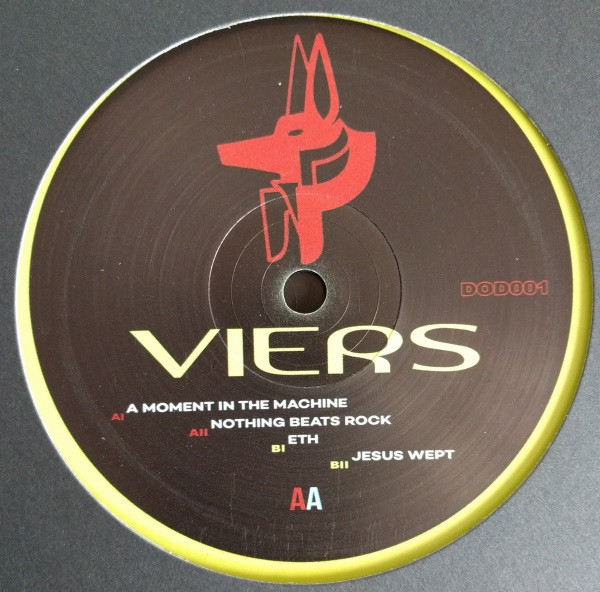 DOD001
VIERS
AI A MOMENT IN THE MACHINE
AII NOTHING BEATS ROCK
BI ETH
BII JESUS WEPT
AA